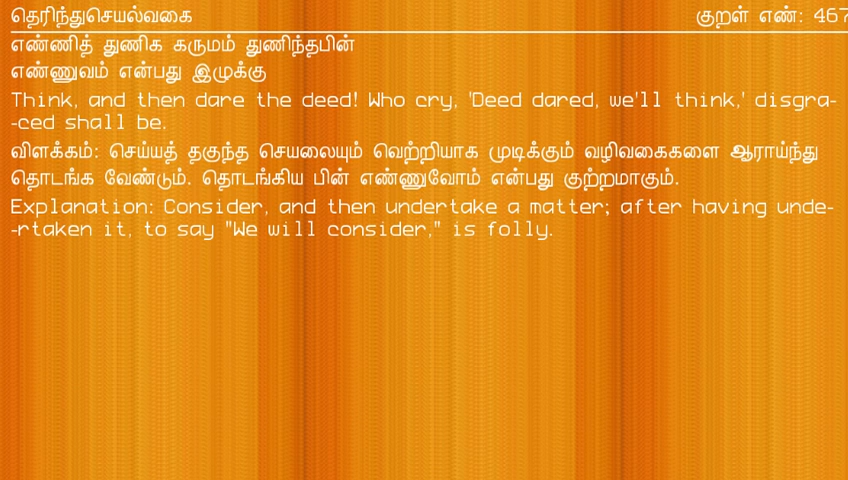 தெரிந்துசெயல்வகை குறள் எண்: 467
எண்ணித் துணிக கருமம் துணிந்தபின்
எண்ணுவம் என்பது இழுக்கு
Think, and then dare the deed! Who cry, 'Deed dared, we'll think,' disgra-
-ced shall be.
விளக்கம்: செய்யத் தகுந்த செயலையும் வெற்றியாக முடிக்கும் வழிவகைகளை ஆராய்ந்து
தொடங்க வேண்டும். தொடங்கிய பின் எண்ணுவோம் என்பது குற்றமாகும்.
Explanation: Consider, and then undertake a matter; after having unde-
-rtaken it, to say "We will consider," is folly.